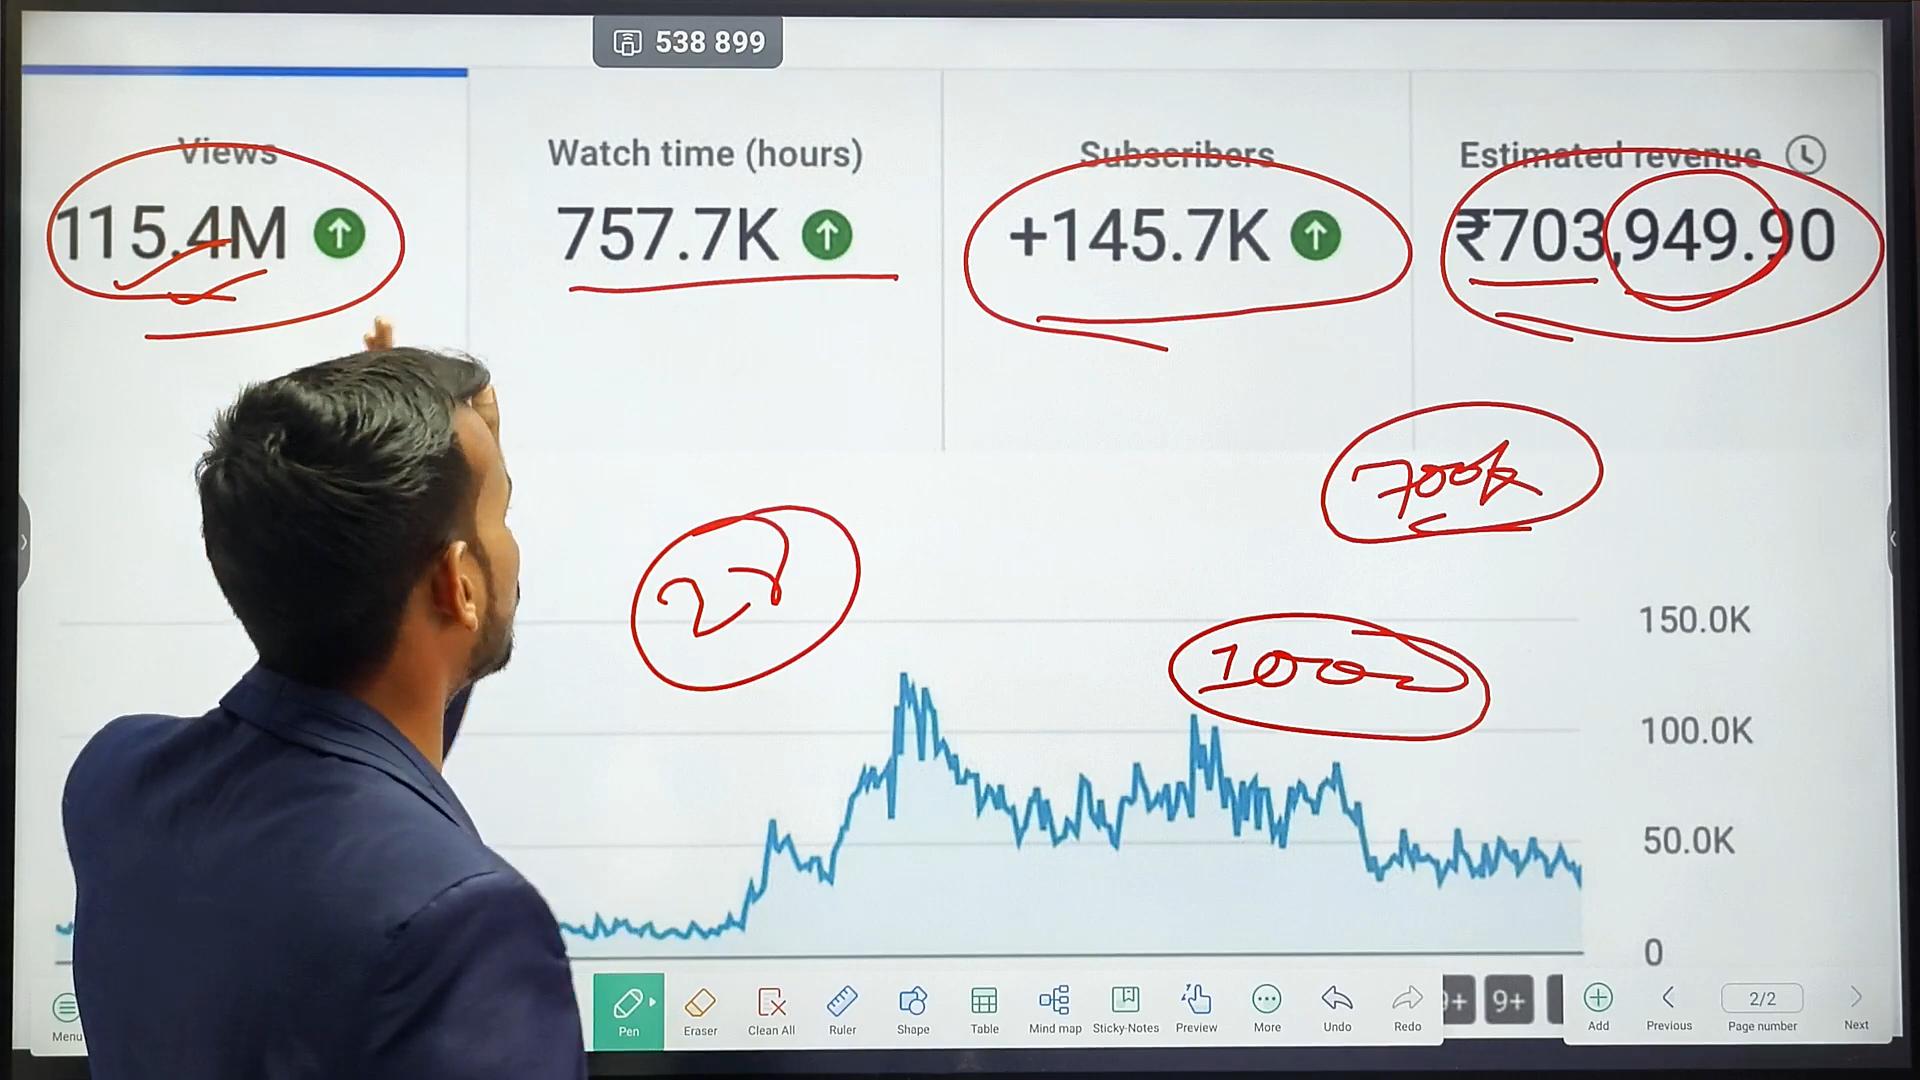 538 899
Views
Watch time (hours)
Subscribers
Estimated revenue
115.4M
757.7K
+145.7K
₹703,949.90
700k
1000
150.0K
100.0K
50.0K
0
Menu
Pen
Eraser
Clean All
Ruler
Shape
Table
Mind map
Sticky-Notes
Preview
More
Undo
Redo
9+
Add
Previous
2/2
Page number
Next